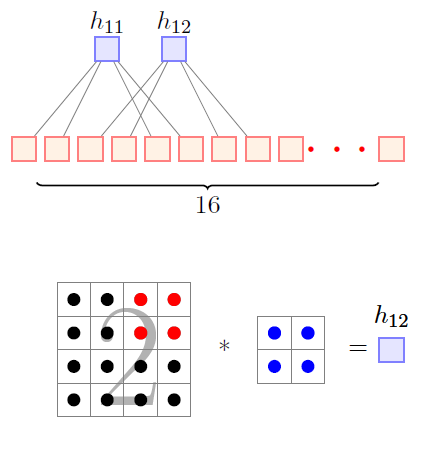 h₁₁ h₁₂
16
2
* = h₁₂